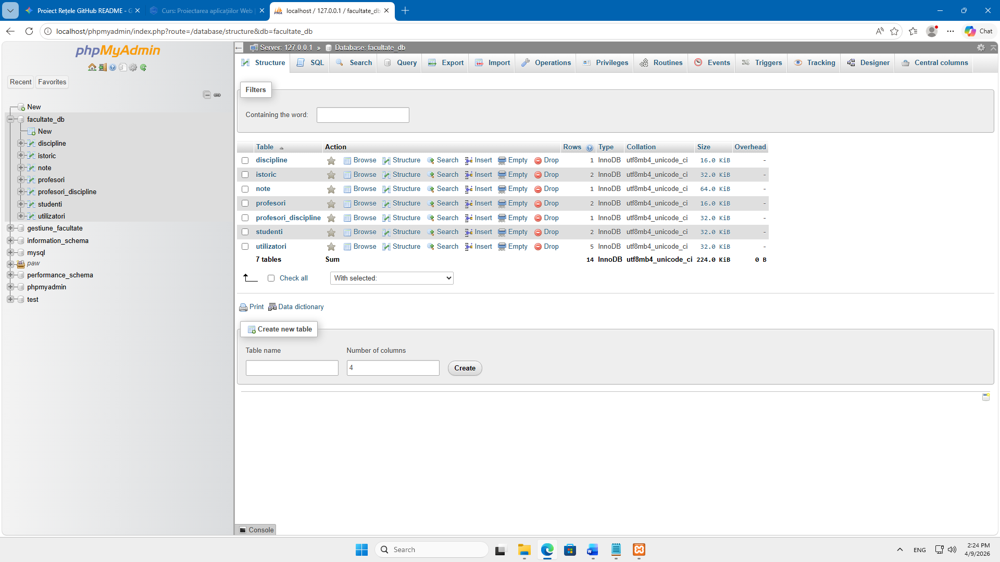 Proiect Rețele GitHub README - G
Curs: Proiectarea aplicațiilor Web |
localhost / 127.0.0.1 / facultate_db
localhost/phpmyadmin/index.php?route=/database/structure&db=facultate_db
Chat
phpMyAdmin
Recent
Favorites
New
facultate_db
New
discipline
istoric
note
profesori
profesori_discipline
studenti
utilizatori
gestiune_facultate
information_schema
mysql
paw
performance_schema
phpmyadmin
test
Server: 127.0.0.1 » Database: facultate_db
Structure SQL Search Query Export Import Operations Privileges Routines Events Triggers Tracking Designer Central columns
Filters
Containing the word:
Table Action Rows Type Collation Size Overhead
discipline Browse Structure Search Insert Empty Drop 1 InnoDB utf8mb4_unicode_ci 16.0 KiB -
istoric Browse Structure Search Insert Empty Drop 2 InnoDB utf8mb4_unicode_ci 32.0 KiB -
note Browse Structure Search Insert Empty Drop 1 InnoDB utf8mb4_unicode_ci 64.0 KiB -
profesori Browse Structure Search Insert Empty Drop 2 InnoDB utf8mb4_unicode_ci 16.0 KiB -
profesori_discipline Browse Structure Search Insert Empty Drop 1 InnoDB utf8mb4_unicode_ci 32.0 KiB -
studenti Browse Structure Search Insert Empty Drop 2 InnoDB utf8mb4_unicode_ci 32.0 KiB -
utilizatori Browse Structure Search Insert Empty Drop 5 InnoDB utf8mb4_unicode_ci 32.0 KiB -
7 tables Sum 14 InnoDB utf8mb4_unicode_ci 224.0 KiB 0 B
Check all With selected:
Print Data dictionary
Create new table
Table name Number of columns
4 Create
Console
Search
ENG
2:24 PM
4/9/2026